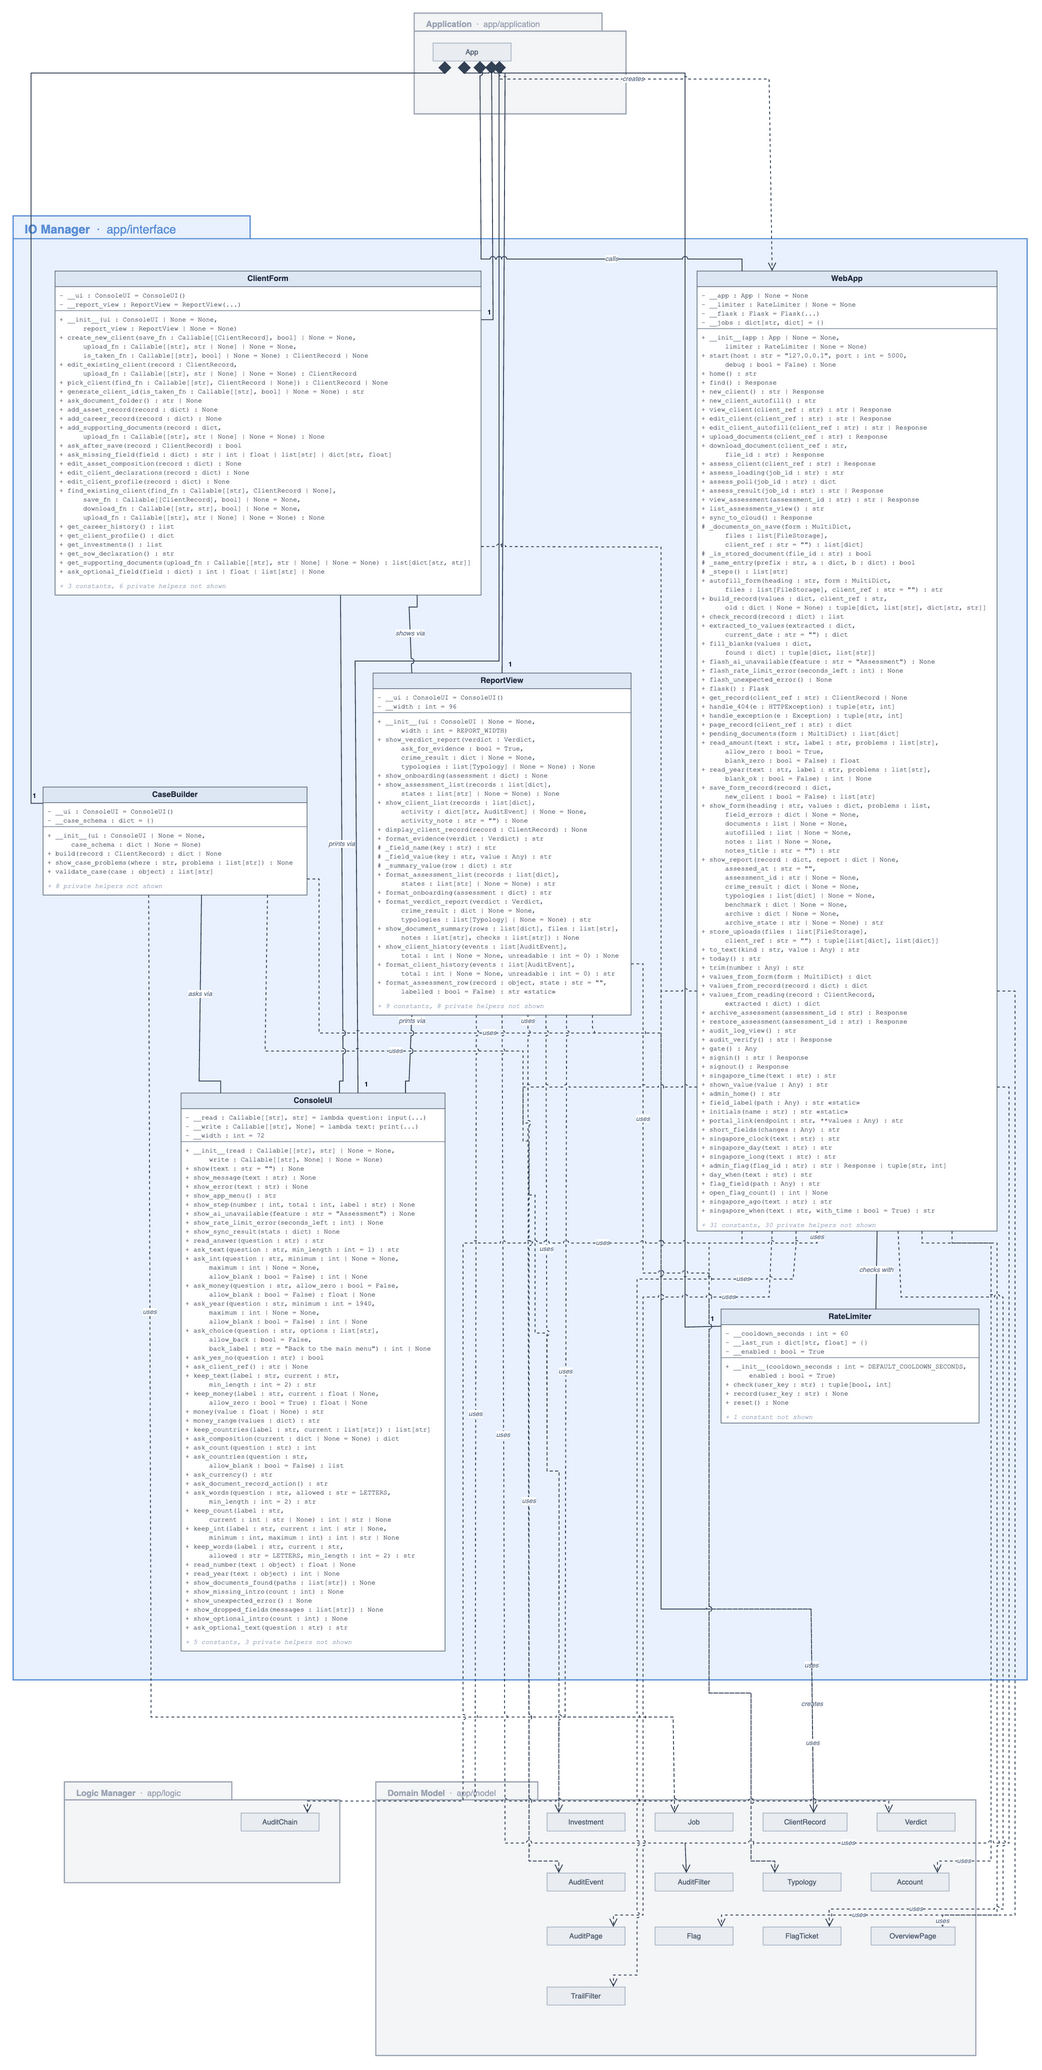 Application · app/application
App
creates
IO Manager · app/interface
calls
ClientForm
− __ui : ConsoleUI = ConsoleUI()
− __report_view : ReportView = ReportView(...)
+ __init__(ui : ConsoleUI | None = None,
report_view : ReportView | None = None)
+ create_new_client(save_fn : Callable[[ClientRecord], bool] | None = None,
upload_fn : Callable[[str], str | None] | None = None,
is_taken_fn : Callable[[str], bool] | None = None) : ClientRecord | None
+ edit_existing_client(record : ClientRecord,
upload_fn : Callable[[str], str | None] | None = None) : ClientRecord
+ pick_client(find_fn : Callable[[str], ClientRecord | None]) : ClientRecord | None
+ generate_client_id(is_taken_fn : Callable[[str], bool] | None = None) : str
+ ask_document_folder() : str | None
+ add_asset_record(record : dict) : None
+ add_career_record(record : dict) : None
+ add_supporting_documents(record : dict,
upload_fn : Callable[[str], str | None] | None = None) : None
+ ask_after_save(record : ClientRecord) : bool
+ ask_missing_field(field : dict) : str | int | float | list[str] | dict[str, float]
+ edit_asset_composition(record : dict) : None
+ edit_client_declarations(record : dict) : None
+ edit_client_profile(record : dict) : None
+ find_existing_client(find_fn : Callable[[str], ClientRecord | None],
save_fn : Callable[[ClientRecord], bool] | None = None,
download_fn : Callable[[str, str], bool] | None = None,
upload_fn : Callable[[str], str | None] | None = None) : None
+ get_career_history() : list
+ get_client_profile() : dict
+ get_investments() : list
+ get_sow_declaration() : str
+ get_supporting_documents(upload_fn : Callable[[str], str | None] | None = None) : list[dict[str, str]]
+ ask_optional_field(field : dict) : int | float | list[str] | None
+ 3 constants, 6 private helpers not shown
1
WebApp
− __app : App | None = None
− __limiter : RateLimiter | None = None
− __flask : Flask = Flask(...)
− __jobs : dict[str, dict] = {}
+ __init__(app : App | None = None,
limiter : RateLimiter | None = None)
+ start(host : str = "127.0.0.1", port : int = 5000,
debug : bool = False) : None
+ home() : str
+ find() : Response
+ new_client() : str | Response
+ new_client_autofill() : str
+ view_client(client_ref : str) : str | Response
+ edit_client(client_ref : str) : str | Response
+ edit_client_autofill(client_ref : str) : str | Response
+ upload_documents(client_ref : str) : Response
+ download_document(client_ref : str,
file_id : str) : Response
+ assess_client(client_ref : str) : Response
+ assess_loading(job_id : str) : str
+ assess_poll(job_id : str) : dict
+ assess_result(job_id : str) : str | Response
+ view_assessment(assessment_id : str) : str | Response
+ list_assessments_view() : str
+ sync_to_cloud() : Response
# _documents_on_save(form : MultiDict,
files : list[FileStorage],
client_ref : str = "") : list[dict]
# _is_stored_document(file_id : str) : bool
# _same_entry(prefix : str, a : dict, b : dict) : bool
# _steps() : list[str]
+ autofill_form(heading : str, form : MultiDict,
files : list[FileStorage], client_ref : str = "") : str
+ build_record(values : dict, client_ref : str,
old : dict | None = None) : tuple[dict, list[str], dict[str, str]]
+ check_record(record : dict) : list
+ extracted_to_values(extracted : dict,
current_date : str = "") : dict
+ fill_blanks(values : dict,
found : dict) : tuple[dict, list[str]]
+ flash_ai_unavailable(feature : str = "Assessment") : None
+ flash_rate_limit_error(seconds_left : int) : None
+ flash_unexpected_error() : None
+ flask() : Flask
+ get_record(client_ref : str) : ClientRecord | None
+ handle_404(e : HTTPException) : tuple[str, int]
+ handle_exception(e : Exception) : tuple[str, int]
+ page_record(client_ref : str) : dict
+ pending_documents(form : MultiDict) : list[dict]
+ read_amount(text : str, label : str, problems : list[str],
allow_zero : bool = True,
blank_zero : bool = False) : float
+ read_year(text : str, label : str, problems : list[str],
blank_ok : bool = False) : int | None
+ save_form_record(record : dict,
new_client : bool = False) : list[str]
+ show_form(heading : str, values : dict, problems : list,
field_errors : dict | None = None,
documents : list | None = None,
autofilled : list | None = None,
notes : list | None = None,
notes_title : str = "") : str
+ show_report(record : dict, report : dict | None,
assessed_at : str = "",
assessment_id : str | None = None,
crime_result : dict | None = None,
typologies : list[dict] | None = None,
benchmark : dict | None = None,
archive : dict | None = None,
archive_state : str | None = None) : str
+ store_uploads(files : list[FileStorage],
client_ref : str = "") : tuple[list[dict], list[dict]]
+ to_text(kind : str, value : Any) : str
+ today() : str
+ trim(number : Any) : str
+ values_from_form(form : MultiDict) : dict
+ values_from_record(record : dict) : dict
+ values_from_reading(record : ClientRecord,
extracted : dict) : dict
+ archive_assessment(assessment_id : str) : Response
+ restore_assessment(assessment_id : str) : Response
+ audit_log_view() : str
+ audit_verify() : str | Response
+ gate() : Any
+ signin() : str | Response
+ signout() : Response
+ singapore_time(text : str) : str
+ shown_value(value : Any) : str
+ admin_home() : str
+ field_label(path : Any) : str «static»
+ initials(name : str) : str «static»
+ portal_link(endpoint : str, **values : Any) : str
+ short_fields(changes : Any) : str
+ singapore_clock(text : str) : str
+ singapore_day(text : str) : str
+ singapore_long(text : str) : str
+ admin_flag(flag_id : str) : str | Response | tuple[str, int]
+ day_when(text : str) : str
+ flag_field(path : Any) : str
+ open_flag_count() : int | None
+ singapore_ago(text : str) : str
+ singapore_when(text : str, with_time : bool = True) : str
+ 31 constants, 30 private helpers not shown
shows via
1
ReportView
− __ui : ConsoleUI = ConsoleUI()
− __width : int = 96
+ __init__(ui : ConsoleUI | None = None,
width : int = REPORT_WIDTH)
+ show_verdict_report(verdict : Verdict,
ask_for_evidence : bool = True,
crime_result : dict | None = None,
typologies : list[Typology] | None = None) : None
+ show_onboarding(assessment : dict) : None
+ show_assessment_list(records : list[dict],
states : list[str] | None = None) : None
+ show_client_list(records : list[dict],
activity : dict[str, AuditEvent] | None = None,
activity_note : str = "") : None
+ display_client_record(record : ClientRecord) : None
+ format_evidence(verdict : Verdict) : str
# _field_name(key : str) : str
# _field_value(key : str, value : Any) : str
# _summary_value(row : dict) : str
+ format_assessment_list(records : list[dict],
states : list[str] | None = None) : str
+ format_onboarding(assessment : dict) : str
+ format_verdict_report(verdict : Verdict,
crime_result : dict | None = None,
typologies : list[Typology] | None = None) : str
+ show_document_summary(rows : list[dict], files : list[str],
notes : list[str], checks : list[str]) : None
+ show_client_history(events : list[AuditEvent],
total : int | None = None, unreadable : int = 0) : None
+ format_client_history(events : list[AuditEvent],
total : int | None = None, unreadable : int = 0) : str
+ format_assessment_row(record : object, state : str = "",
labelled : bool = False) : str «static»
+ 9 constants, 8 private helpers not shown
1
CaseBuilder
− __ui : ConsoleUI = ConsoleUI()
− __case_schema : dict = {}
+ __init__(ui : ConsoleUI | None = None,
case_schema : dict | None = None)
+ build(record : ClientRecord) : dict | None
+ show_case_problems(where : str, problems : list[str]) : None
+ validate_case(case : object) : list[str]
+ 8 private helpers not shown
prints via
asks via
prints via
uses
uses
uses
uses
1
ConsoleUI
− __read : Callable[[str], str] = lambda question: input(...)
− __write : Callable[[str], None] = lambda text: print(...)
− __width : int = 72
+ __init__(read : Callable[[str], str] | None = None,
write : Callable[[str], None] | None = None)
+ show(text : str = "") : None
+ show_message(text : str) : None
+ show_error(text : str) : None
+ show_app_menu() : str
+ show_step(number : int, total : int, label : str) : None
+ show_ai_unavailable(feature : str = "Assessment") : None
+ show_rate_limit_error(seconds_left : int) : None
+ show_sync_result(stats : dict) : None
+ read_answer(question : str) : str
+ ask_text(question : str, min_length : int = 1) : str
+ ask_int(question : str, minimum : int | None = None,
maximum : int | None = None,
allow_blank : bool = False) : int | None
+ ask_money(question : str, allow_zero : bool = False,
allow_blank : bool = False) : float | None
+ ask_year(question : str, minimum : int = 1940,
maximum : int | None = None,
allow_blank : bool = False) : int | None
+ ask_choice(question : str, options : list[str],
allow_back : bool = False,
back_label : str = "Back to the main menu") : int | None
+ ask_yes_no(question : str) : bool
+ ask_client_ref() : str | None
+ keep_text(label : str, current : str,
min_length : int = 2) : str
+ keep_money(label : str, current : float | None,
allow_zero : bool = True) : float | None
+ money(value : float | None) : str
+ money_range(values : dict) : str
+ keep_countries(label : str, current : list[str]) : list[str]
+ ask_composition(current : dict | None = None) : dict
+ ask_count(question : str) : int
+ ask_countries(question : str,
allow_blank : bool = False) : list
+ ask_currency() : str
+ ask_document_record_action() : str
+ ask_words(question : str, allowed : str = LETTERS,
min_length : int = 2) : str
+ keep_count(label : str,
current : int | str | None) : int | str | None
+ keep_int(label : str, current : int | str | None,
minimum : int, maximum : int) : int | str | None
+ keep_words(label : str, current : str,
allowed : str = LETTERS, min_length : int = 2) : str
+ read_number(text : object) : float | None
+ read_year(text : object) : int | None
+ show_documents_found(paths : list[str]) : None
+ show_missing_intro(count : int) : None
+ show_unexpected_error() : None
+ show_dropped_fields(messages : list[str]) : None
+ show_optional_intro(count : int) : None
+ ask_optional_text(question : str) : str
+ 5 constants, 3 private helpers not shown
uses
uses
uses
uses
uses
checks with
uses
uses
1
RateLimiter
− __cooldown_seconds : int = 60
− __last_run : dict[str, float] = {}
− __enabled : bool = True
+ __init__(cooldown_seconds : int = DEFAULT_COOLDOWN_SECONDS,
enabled : bool = True)
+ check(user_key : str) : tuple[bool, int]
+ record(user_key : str) : None
+ reset() : None
+ 1 constant not shown
uses
uses
uses
uses
uses
uses
creates
uses
Logic Manager · app/logic
AuditChain
Domain Model · app/model
Investment
Job
ClientRecord
Verdict
uses
uses
AuditEvent
AuditFilter
Typology
Account
uses
uses
uses
AuditPage
Flag
FlagTicket
OverviewPage
TrailFilter